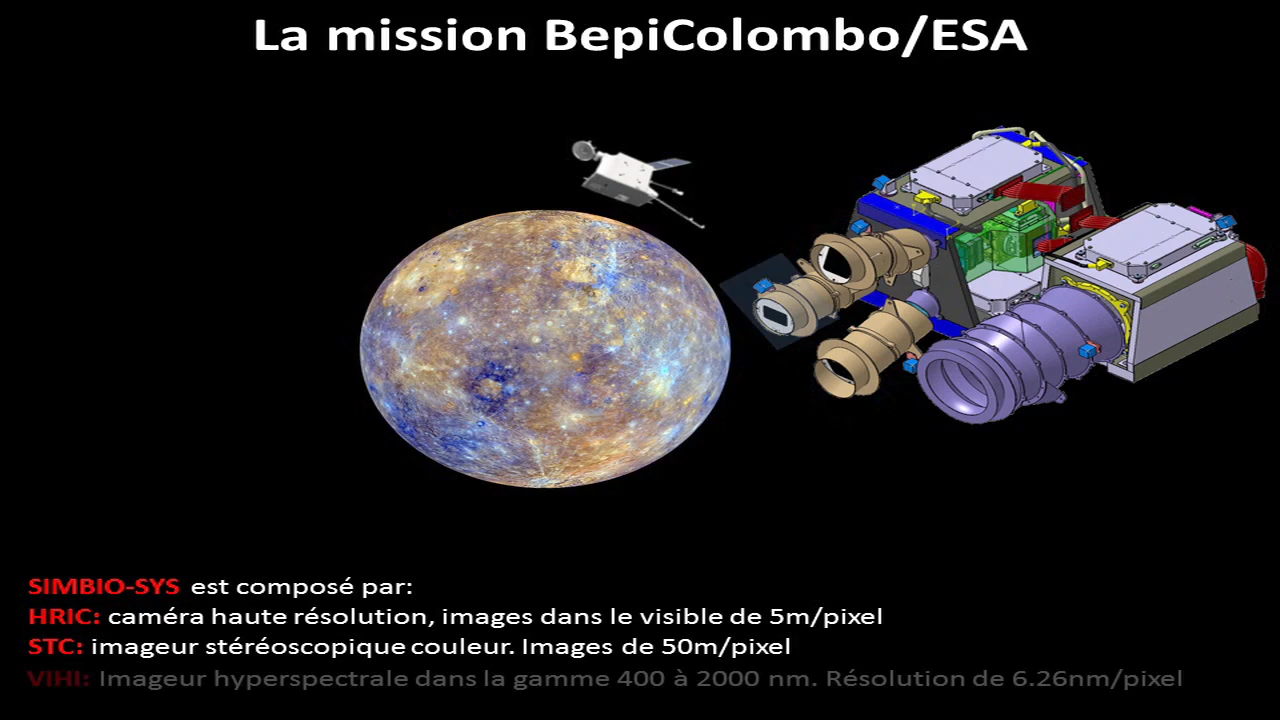 La mission BepiColombo/ESA
SIMBIO-SYS est composé par:
HRIC: caméra haute résolution, images dans le visible de 5m/pixel
STC: imageur stéréoscopique couleur. Images de 50m/pixel
VIHI: Imageur hyperspectrale dans la gamme 400 à 2000 nm. Résolution de 6.26nm/pixel